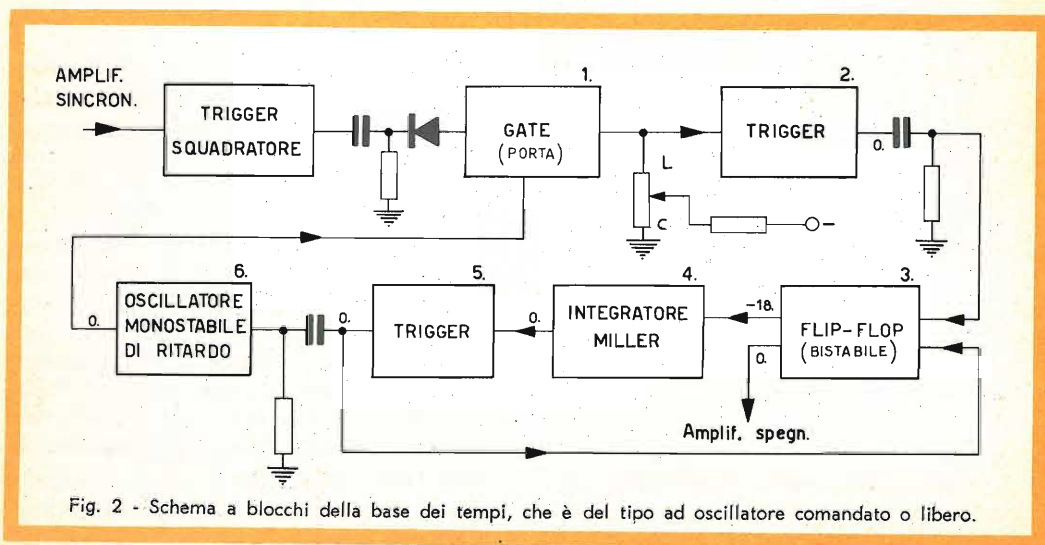 AMPLIF.
SINCRON.
TRIGGER
SQUADRATORE
1.
GATE
(PORTA)
L
C
–
2.
TRIGGER
0.
6.
OSCILLATORE
MONOSTABILE
DI RITARDO
0.
5.
TRIGGER
0.
4.
INTEGRATORE
MILLER
0.
3.
FLIP-FLOP
(BISTABILE)
-18.
0.
Amplif. spegn.
Fig. 2 - Schema a blocchi della base dei tempi, che è del tipo ad oscillatore comandato o libero.